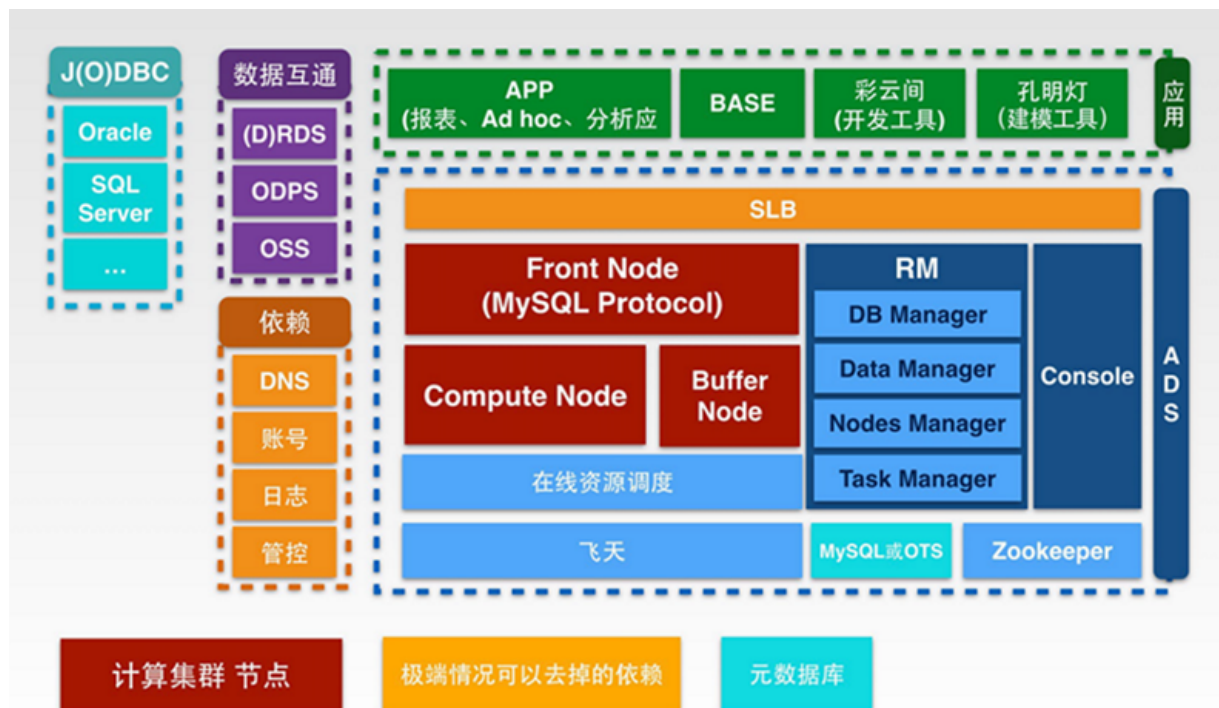 J(O)DBC
Oracle
SQL
Server
...
数据互通
(D)RDS
ODPS
OSS
依赖
DNS
账号
日志
管控
APP
(报表、Ad hoc、分析应
BASE
彩云间
(开发工具)
孔明灯
（建模工具）
应
用
SLB
Front Node
(MySQL Protocol)
Compute Node
Buffer
Node
在线资源调度
飞天
RM
DB Manager
Data Manager
Nodes Manager
Task Manager
Console
MySQL或OTS
Zookeeper
A
D
S
计算集群 节点
极端情况可以去掉的依赖
元数据库